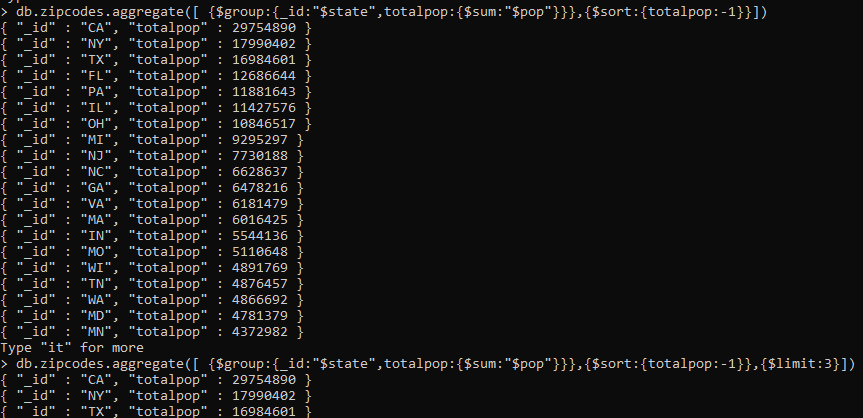 > db.zipcodes.aggregate([ {$group:{_id:"$state",totalpop:{$sum:"$pop"}}},{$sort:{totalpop:-1}}])
{ "_id" : "CA", "totalpop" : 29754890 }
{ "_id" : "NY", "totalpop" : 17990402 }
{ "_id" : "TX", "totalpop" : 16984601 }
{ "_id" : "FL", "totalpop" : 12686644 }
{ "_id" : "PA", "totalpop" : 11881643 }
{ "_id" : "IL", "totalpop" : 11427576 }
{ "_id" : "OH", "totalpop" : 10846517 }
{ "_id" : "MI", "totalpop" : 9295297 }
{ "_id" : "NJ", "totalpop" : 7730188 }
{ "_id" : "NC", "totalpop" : 6628637 }
{ "_id" : "GA", "totalpop" : 6478216 }
{ "_id" : "VA", "totalpop" : 6181479 }
{ "_id" : "MA", "totalpop" : 6016425 }
{ "_id" : "IN", "totalpop" : 5544136 }
{ "_id" : "MO", "totalpop" : 5110648 }
{ "_id" : "WI", "totalpop" : 4891769 }
{ "_id" : "TN", "totalpop" : 4876457 }
{ "_id" : "WA", "totalpop" : 4866692 }
{ "_id" : "MD", "totalpop" : 4781379 }
{ "_id" : "MN", "totalpop" : 4372982 }
Type "it" for more
> db.zipcodes.aggregate([ {$group:{_id:"$state",totalpop:{$sum:"$pop"}}},{$sort:{totalpop:-1}},{$limit:3}])
{ "_id" : "CA", "totalpop" : 29754890 }
{ "_id" : "NY", "totalpop" : 17990402 }
{ "_id" : "TX", "totalpop" : 16984601 }